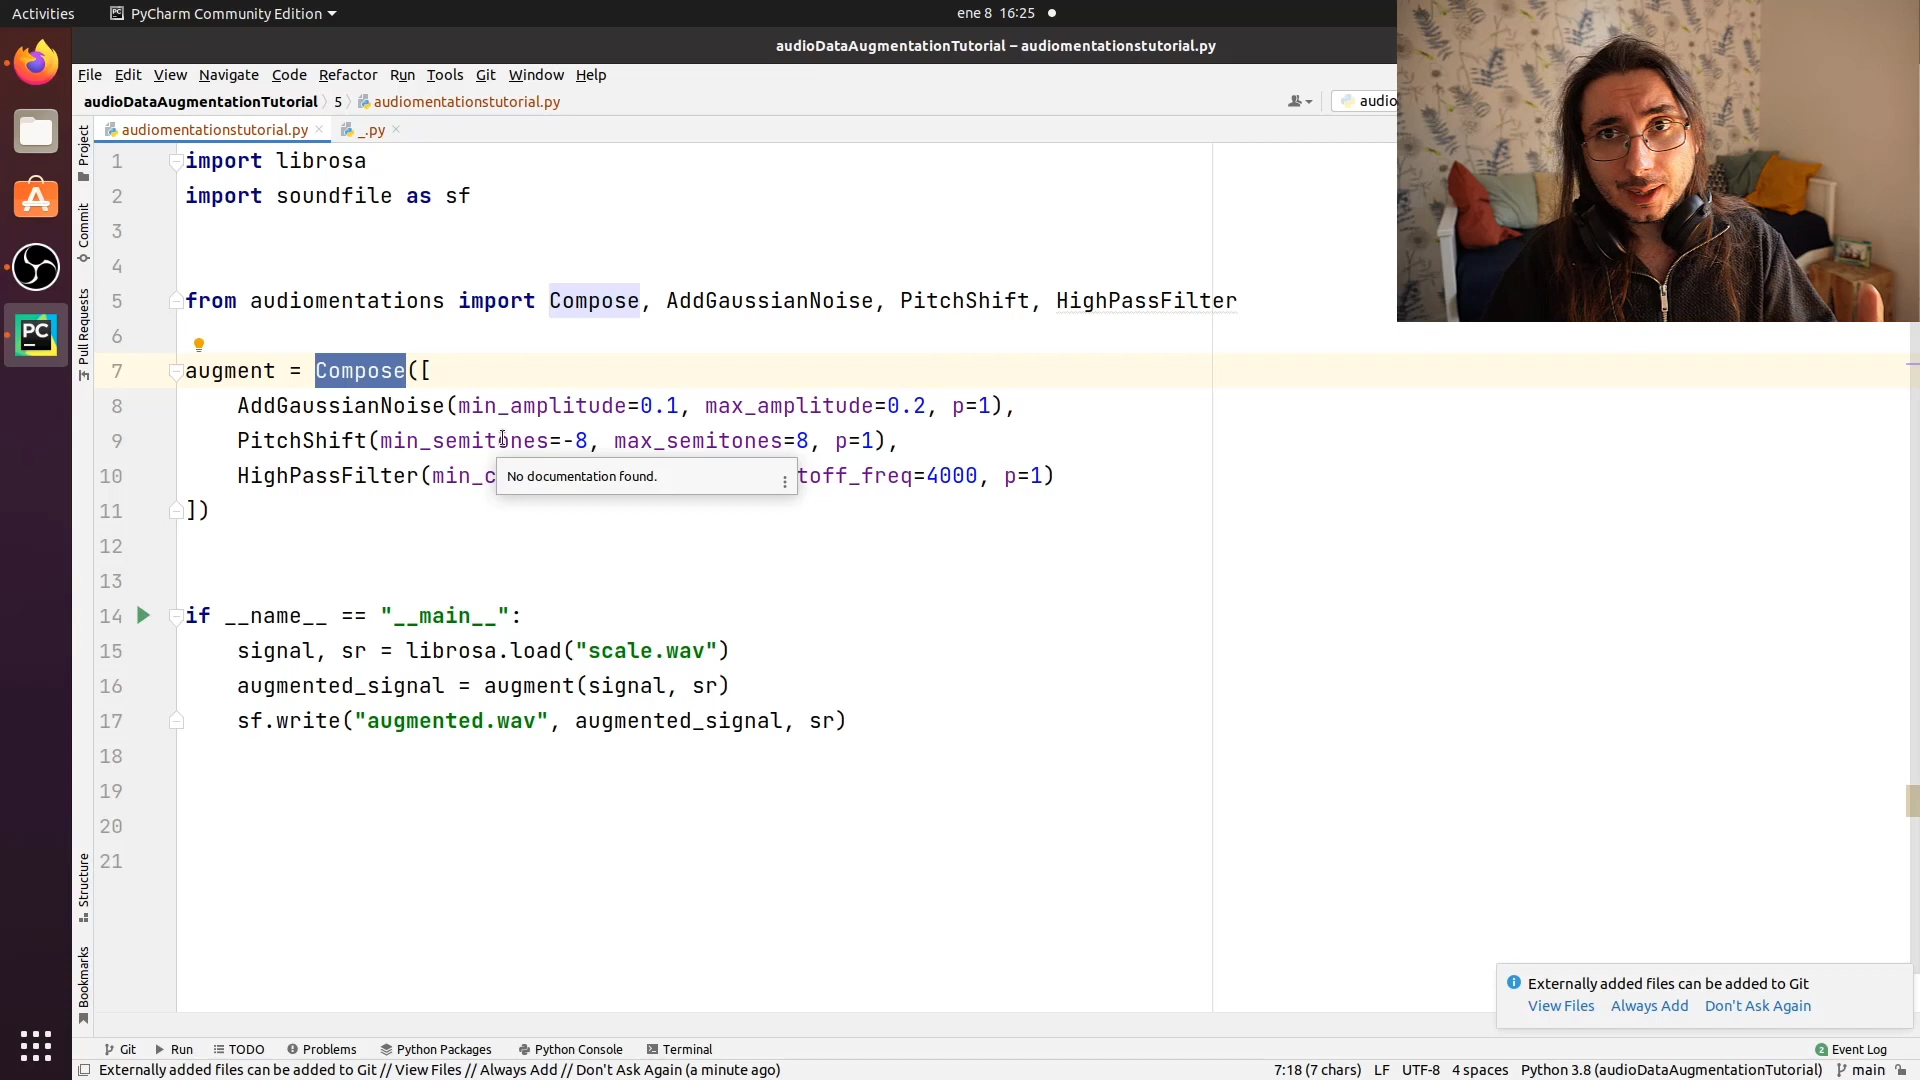 Activities
PyCharm Community Edition
ene 8 16:25
audioDataAugmentationTutorial – audiomentationstutorial.py
File Edit View Navigate Code Refactor Run Tools Git Window Help
audioDataAugmentationTutorial 5 audiomentationstutorial.py
audio
audiomentationstutorial.py
_.py
Project
Commit
Pull Requests
Structure
Bookmarks
1 import librosa
2 import soundfile as sf
3
4
5 from audiomentations import Compose, AddGaussianNoise, PitchShift, HighPassFilter
6
7 augment = Compose([
8 AddGaussianNoise(min_amplitude=0.1, max_amplitude=0.2, p=1),
9 PitchShift(min_semitones=-8, max_semitones=8, p=1),
10 HighPassFilter(min_c toff_freq=4000, p=1)
No documentation found.
11 ])
12
13
14 if __name__ == "__main__":
15 signal, sr = librosa.load("scale.wav")
16 augmented_signal = augment(signal, sr)
17 sf.write("augmented.wav", augmented_signal, sr)
18
19
20
21
Externally added files can be added to Git
View Files Always Add Don't Ask Again
Git Run TODO Problems Python Packages Python Console Terminal
2 Event Log
Externally added files can be added to Git // View Files // Always Add // Don't Ask Again (a minute ago)
7:18 (7 chars) LF UTF-8 4 spaces Python 3.8 (audioDataAugmentationTutorial) main
PC